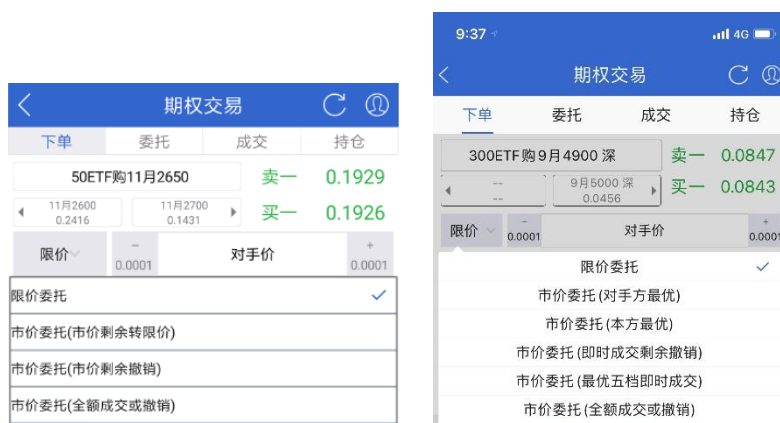 期权交易
下单 委托 成交 持仓
50ETF购11月2650 卖一 0.1929
11月2600 11月2700 买一 0.1926
0.2416 0.1431
限价 − 0.0001 对手价 + 0.0001
限价委托
市价委托(市价剩余转限价)
市价委托(市价剩余撤销)
市价委托(全额成交或撤销)
9:37 4G
期权交易
下单 委托 成交 持仓
300ETF购9月4900 深 卖一 0.0847
-- 9月5000 深 买一 0.0843
-- 0.0456
限价 − 0.0001 对手价 + 0.0001
限价委托
市价委托(对手方最优)
市价委托(本方最优)
市价委托(即时成交剩余撤销)
市价委托(最优五档即时成交)
市价委托(全额成交或撤销)